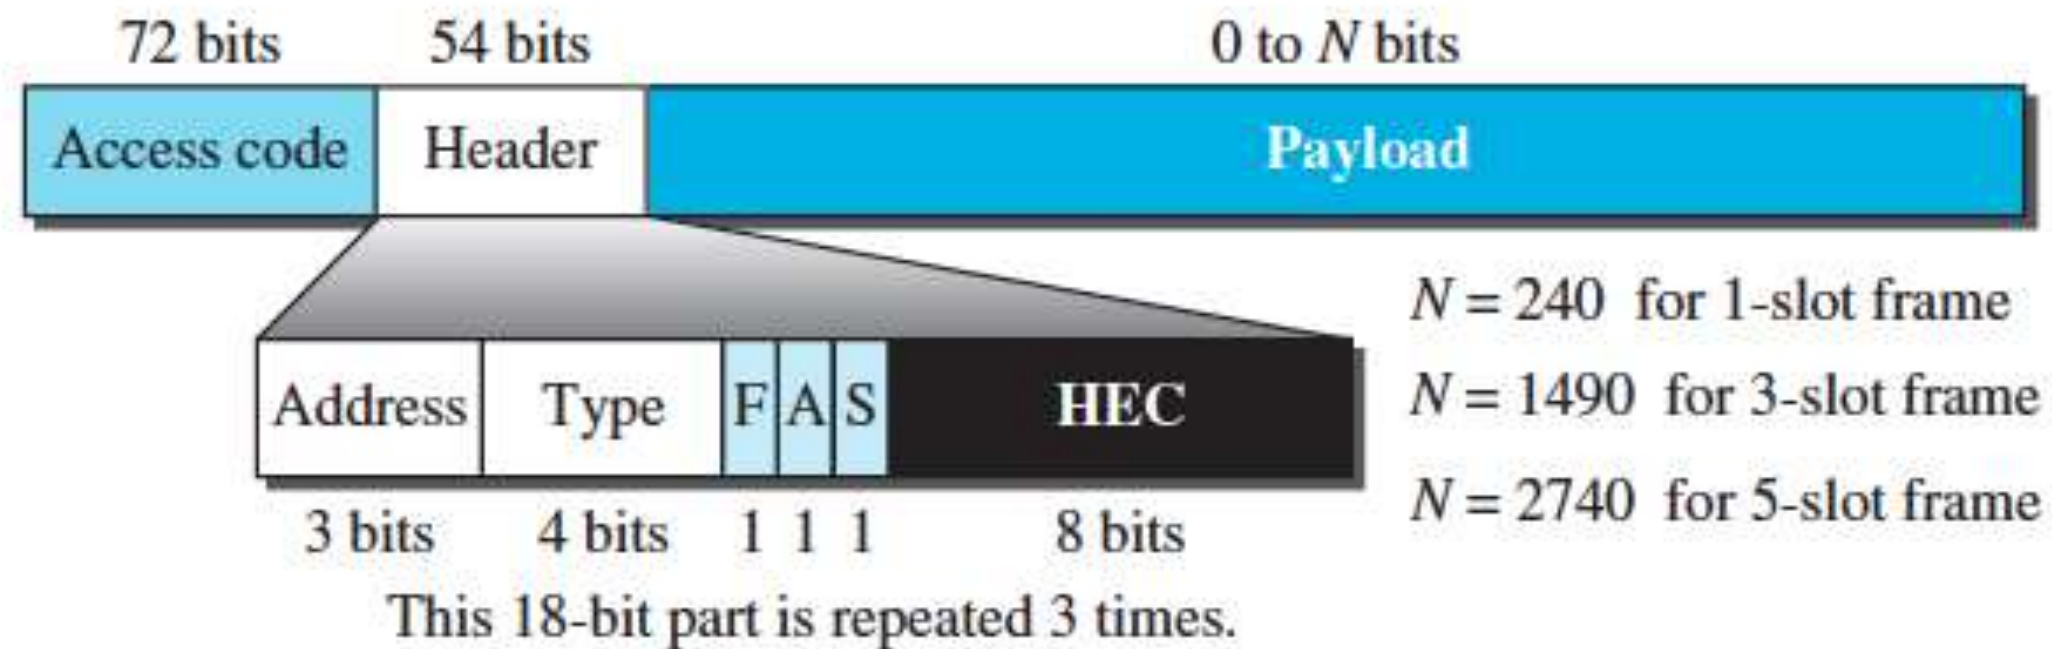 72 bits 54 bits 0 to N bits
Access code Header Payload
N = 240 for 1-slot frame
Address Type F A S HEC
N = 1490 for 3-slot frame
N = 2740 for 5-slot frame
3 bits 4 bits 1 1 1 8 bits
This 18-bit part is repeated 3 times.